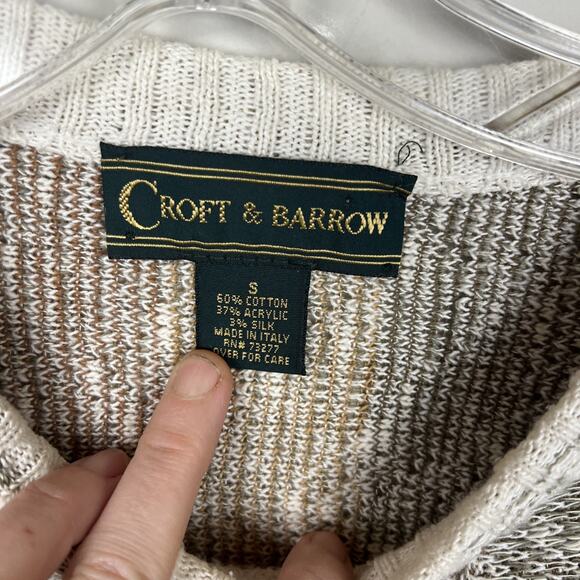 CROFT & BARROW
S
60% COTTON
37% ACRYLIC
3% SILK
MADE IN ITALY
RN# 73277
OVER FOR CARE